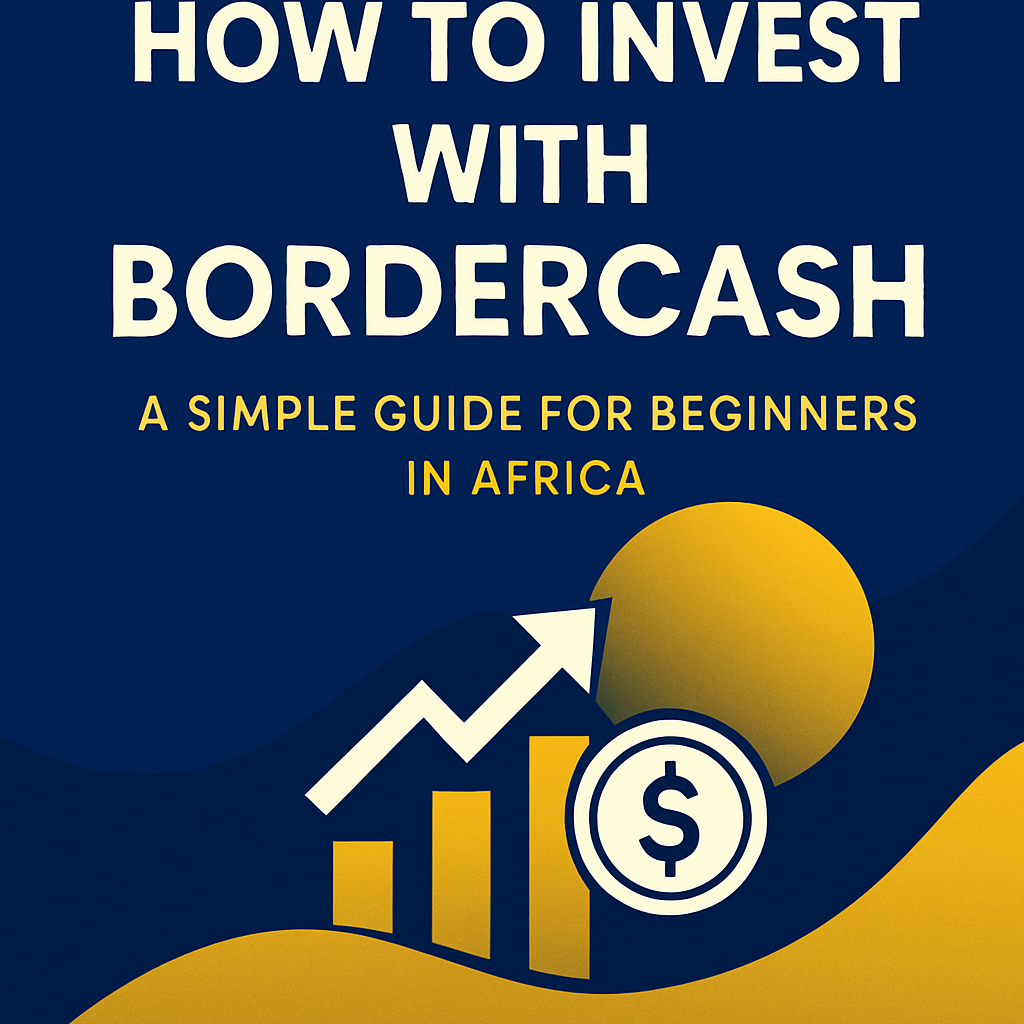 HOW TO INVEST
WITH
BORDERCASH
A SIMPLE GUIDE FOR BEGINNERS
IN AFRICA
$